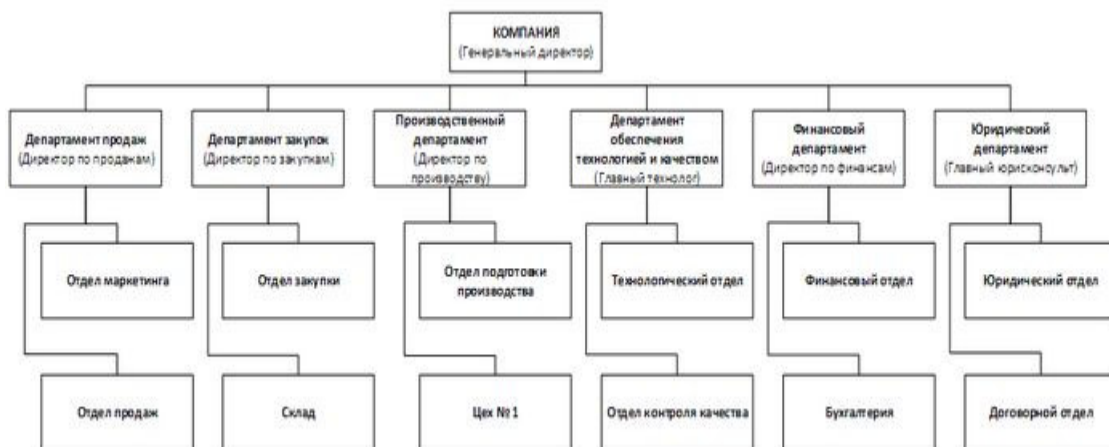 КОМПАНИЯ
(Генеральный директор)
Департамент продаж
(Директор по продажам)
Департамент закупок
(Директор по закупкам)
Производственный
департамент
(Директор по
производству)
Департамент
обеспечения
технологией и качеством
(Главный технолог)
Финансовый
департамент
(Директор по финансам)
Юридический
департамент
(Главный юрисконсульт)
Отдел маркетинга
Отдел закупки
Отдел подготовки
производства
Технологический отдел
Финансовый отдел
Юридический отдел
Отдел продаж
Склад
Цех № 1
Отдел контроля качества
Бухгалтерия
Договорной отдел